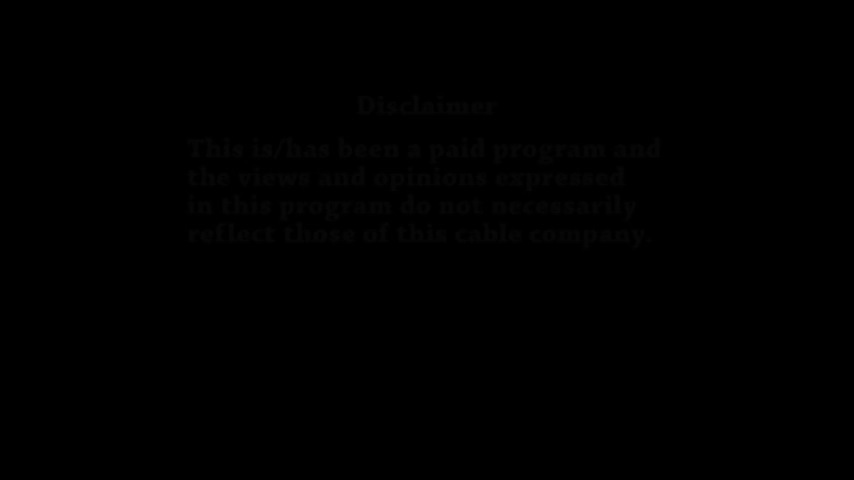 Disclaimer
This is/has been a paid program and
the views and opinions expressed
in this program do not necessarily
reflect those of this cable company.